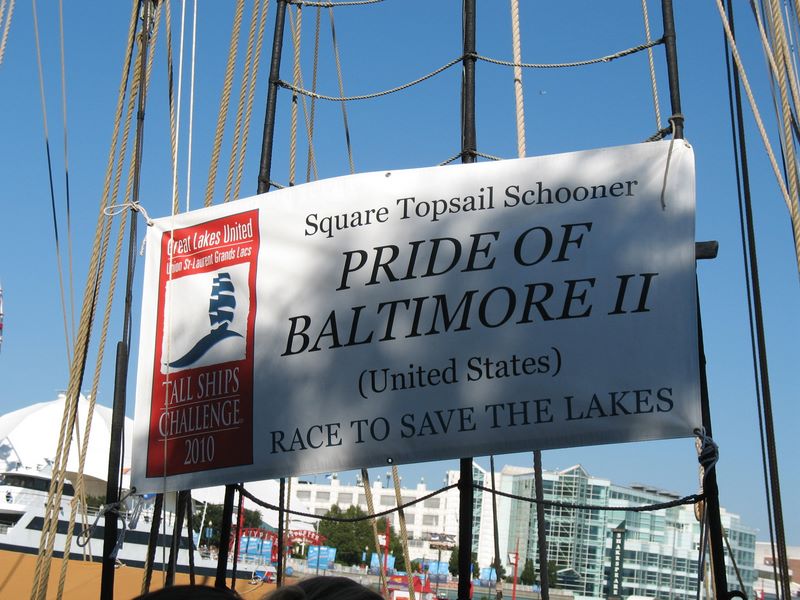 Great Lakes United
Union St-Laurent Grands Lacs
TALL SHIPS
CHALLENGE
2010
Square Topsail Schooner
PRIDE OF
BALTIMORE II
(United States)
RACE TO SAVE THE LAKES